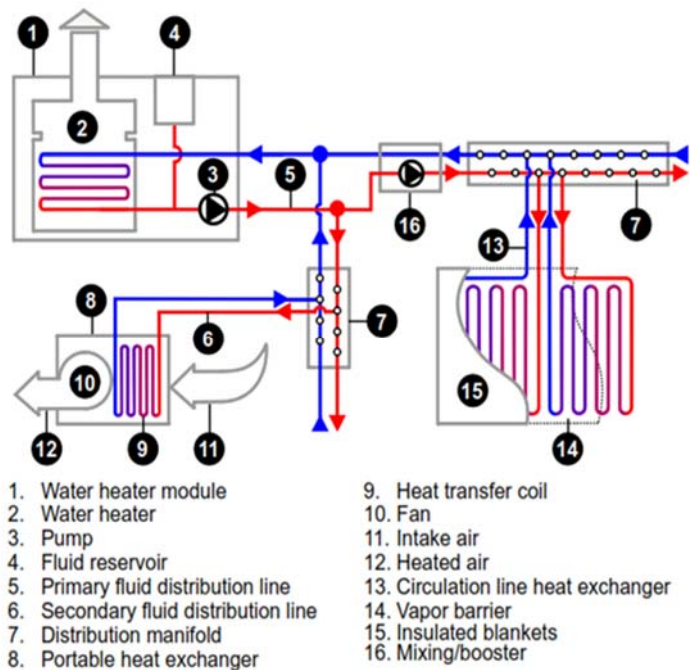 1
4
2
3
5
16
7
13
8
7
6
10
15
12
9
11
14
1. Water heater module
2. Water heater
3. Pump
4. Fluid reservoir
5. Primary fluid distribution line
6. Secondary fluid distribution line
7. Distribution manifold
8. Portable heat exchanger
9. Heat transfer coil
10. Fan
11. Intake air
12. Heated air
13. Circulation line heat exchanger
14. Vapor barrier
15. Insulated blankets
16. Mixing/booster